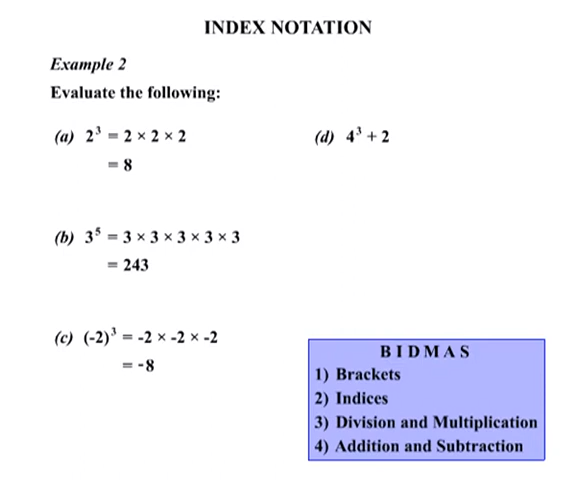 INDEX NOTATION
Example 2
Evaluate the following:
(a) 2³ = 2 × 2 × 2
= 8
(b) 3⁵ = 3 × 3 × 3 × 3 × 3
= 243
(c) (-2)³ = -2 × -2 × -2
= -8
(d) 4³ + 2
B I D M A S
1) Brackets
2) Indices
3) Division and Multiplication
4) Addition and Subtraction